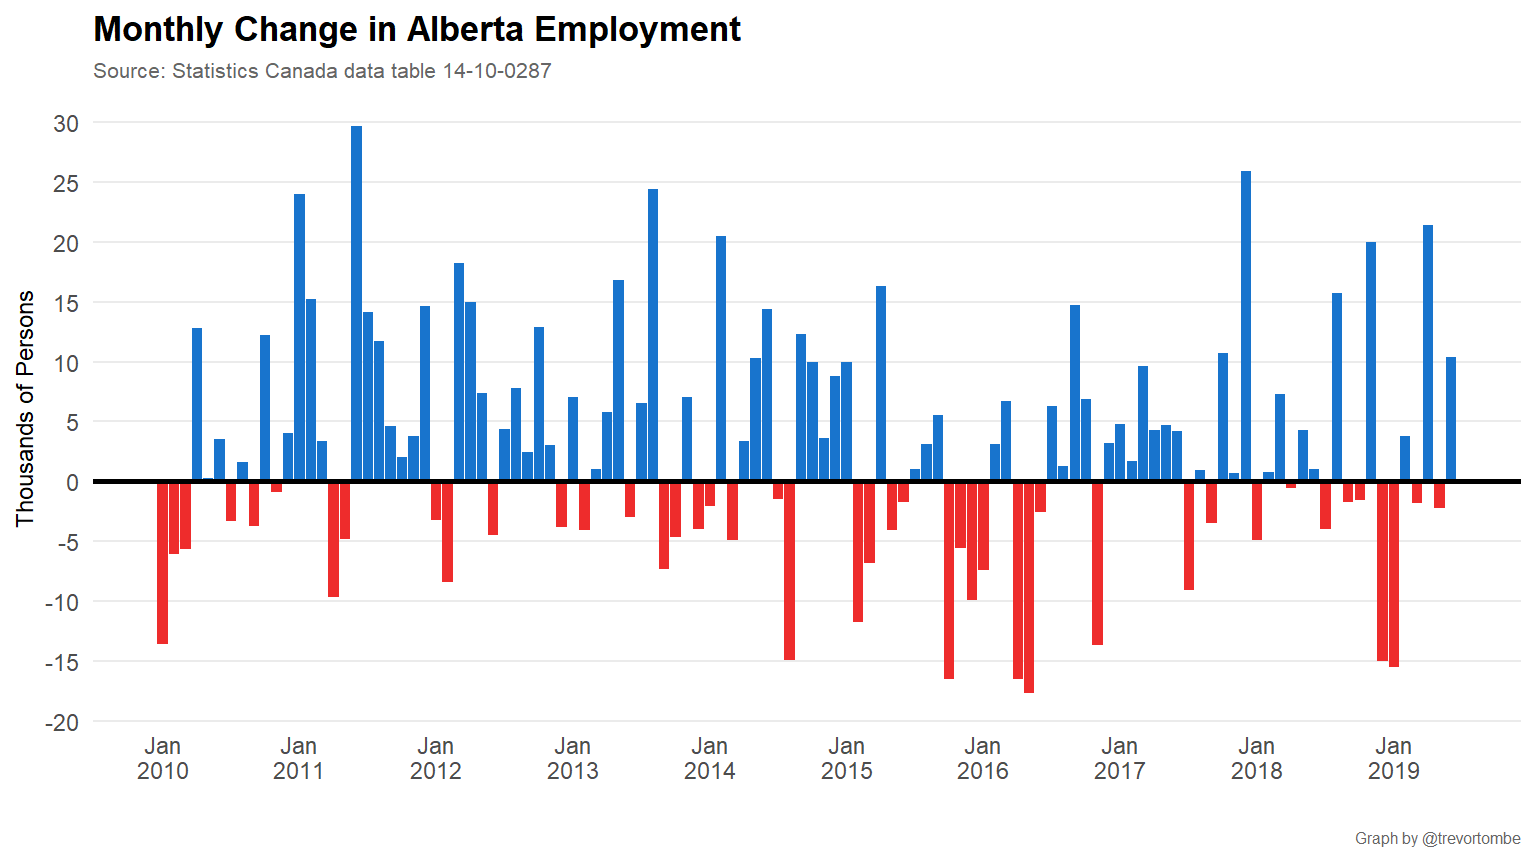 Monthly Change in Alberta Employment
Source: Statistics Canada data table 14-10-0287
Thousands of Persons
30
25
20
15
10
5
0
-5
-10
-15
-20
Jan Jan Jan Jan Jan Jan Jan Jan Jan Jan
2010 2011 2012 2013 2014 2015 2016 2017 2018 2019
Graph by @trevortombe